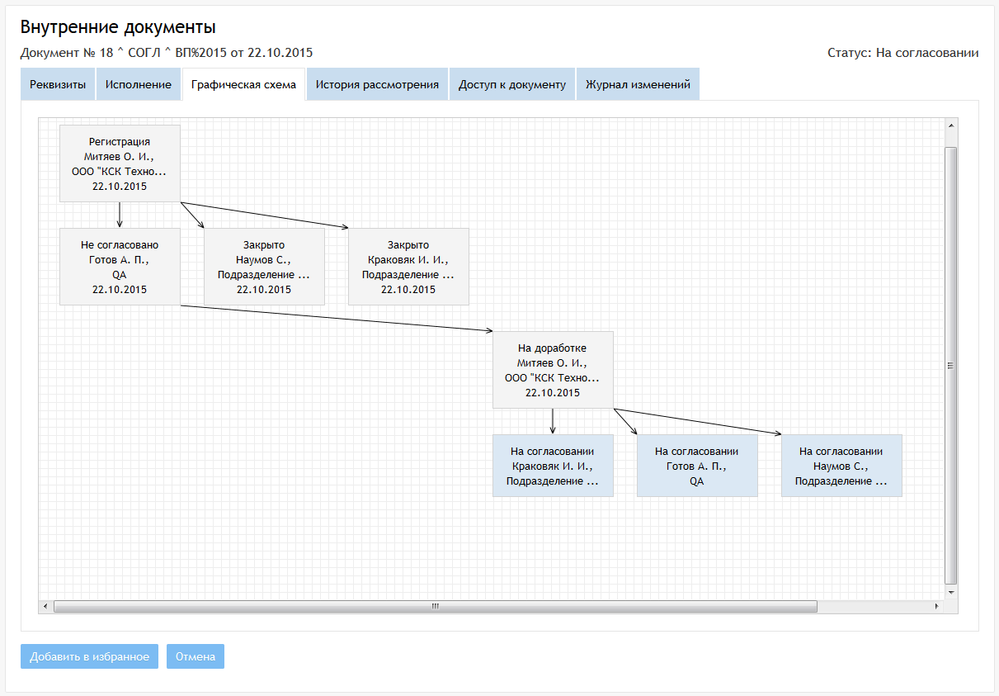 Внутренние документы
Документ № 18 ^ СОГЛ ^ ВП%2015 от 22.10.2015
Статус: На согласовании
Реквизиты
Исполнение
Графическая схема
История рассмотрения
Доступ к документу
Журнал изменений
Регистрация
Митяев О. И.,
ООО "КСК Техно...
22.10.2015
Не согласовано
Готов А. П.,
QA
22.10.2015
Закрыто
Наумов С.,
Подразделение ...
22.10.2015
Закрыто
Краковяк И. И.,
Подразделение ...
22.10.2015
На доработке
Митяев О. И.,
ООО "КСК Техно...
22.10.2015
На согласовании
Краковяк И. И.,
Подразделение ...
На согласовании
Готов А. П.,
QA
На согласовании
Наумов С.,
Подразделение ...
Добавить в избранное
Отмена